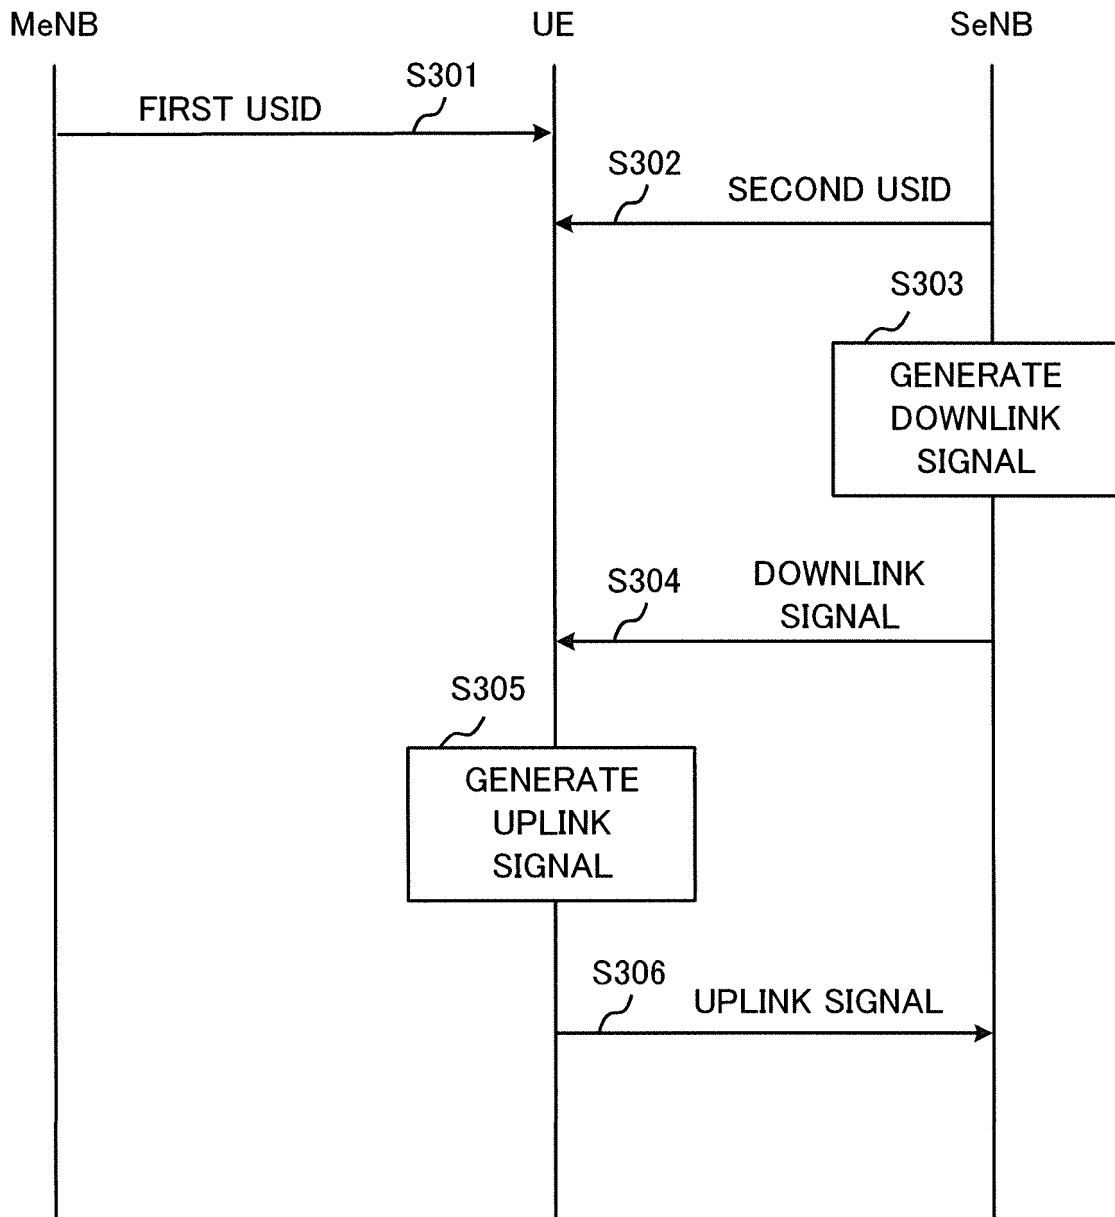 MeNB
UE
SeNB
S301
FIRST USID
S302
SECOND USID
S303
GENERATE
DOWNLINK
SIGNAL
S304
DOWNLINK
SIGNAL
S305
GENERATE
UPLINK
SIGNAL
S306
UPLINK SIGNAL